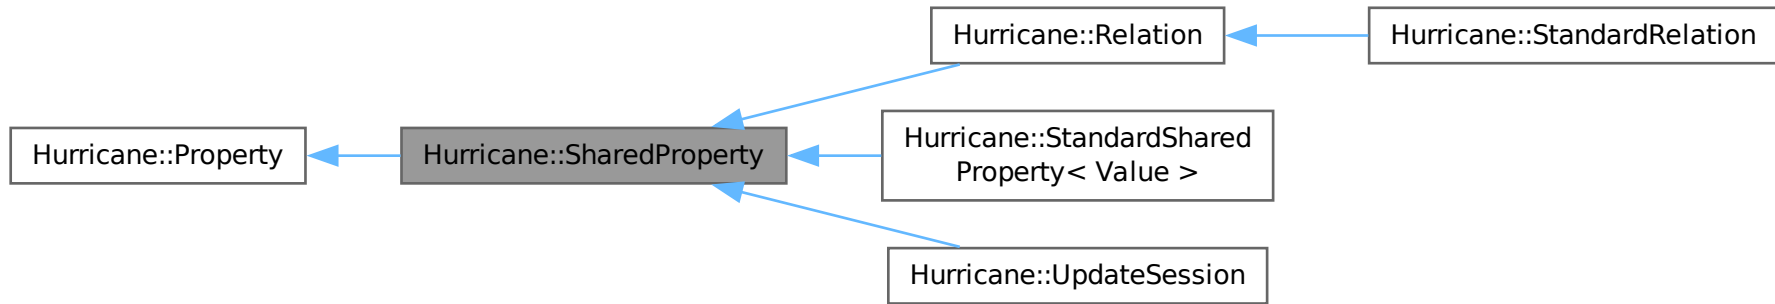 Hurricane::Property
Hurricane::SharedProperty
Hurricane::Relation
Hurricane::StandardRelation
Hurricane::StandardShared
Property< Value >
Hurricane::UpdateSession